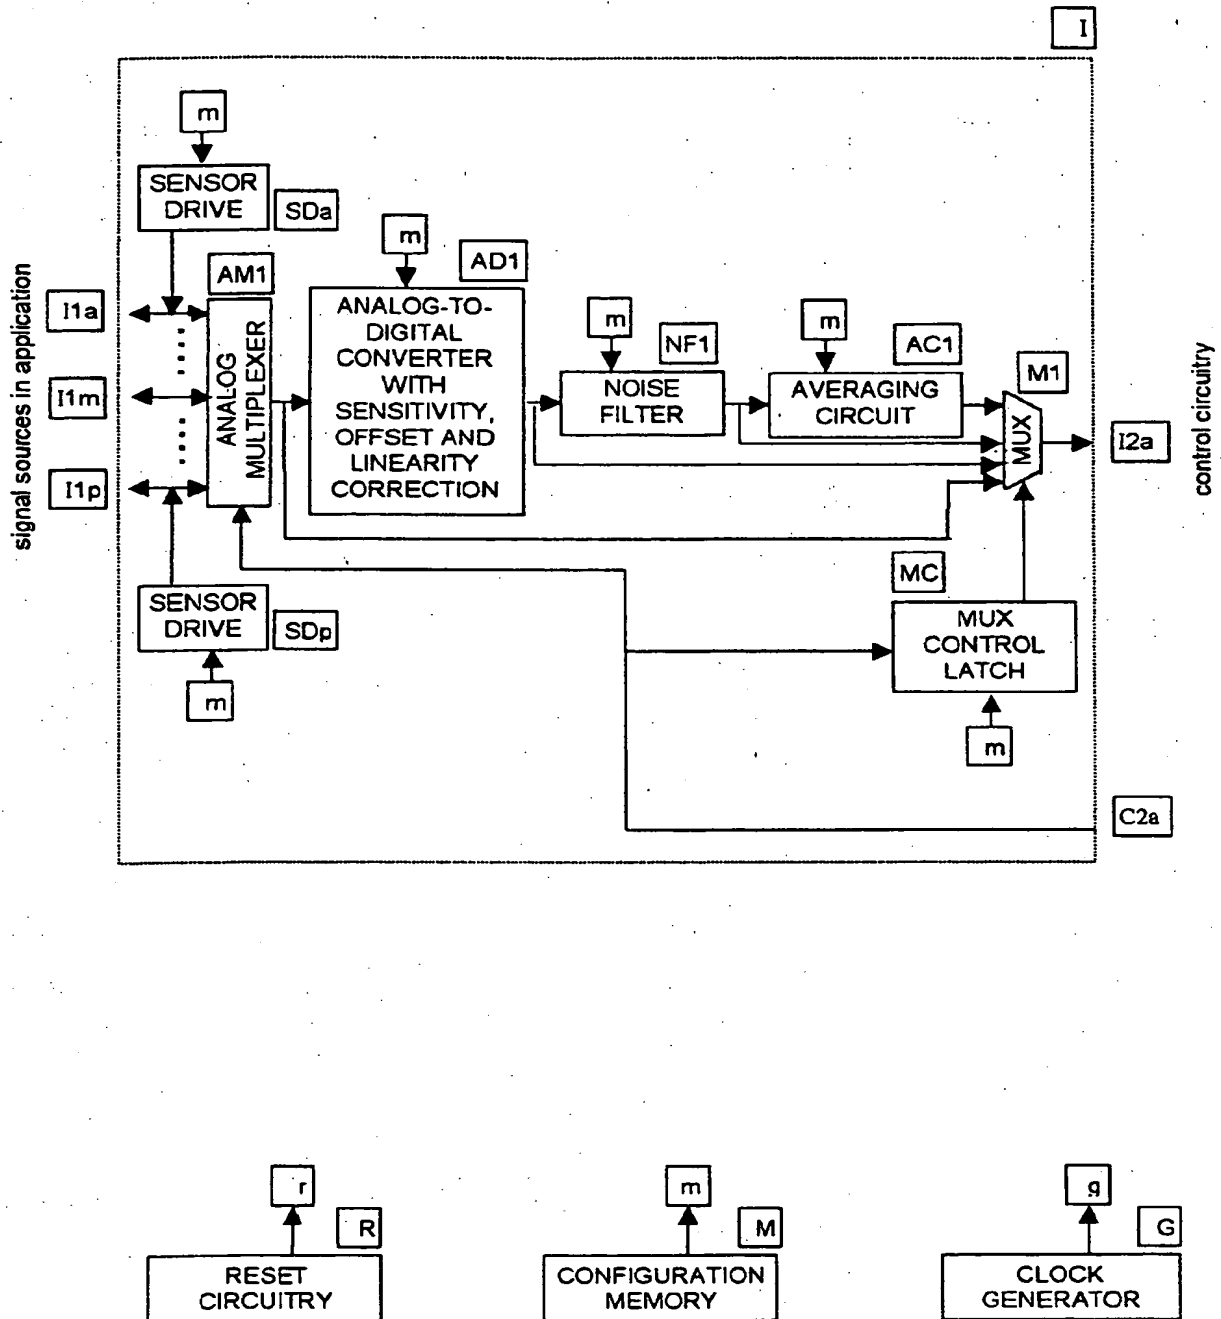 I
m
SENSOR
DRIVE
SDa
m
AD1
AM1
I1a
I1m
I1p
signal sources in application
ANALOG
MULTIPLEXER
ANALOG-TO-
DIGITAL
CONVERTER
WITH
SENSITIVITY,
OFFSET AND
LINEARITY
CORRECTION
m
NF1
NOISE
FILTER
m
AC1
AVERAGING
CIRCUIT
M1
MUX
I2a
control circuitry
MC
MUX
CONTROL
LATCH
m
SENSOR
DRIVE
SDp
m
C2a
r
R
RESET
CIRCUITRY
m
M
CONFIGURATION
MEMORY
g
G
CLOCK
GENERATOR